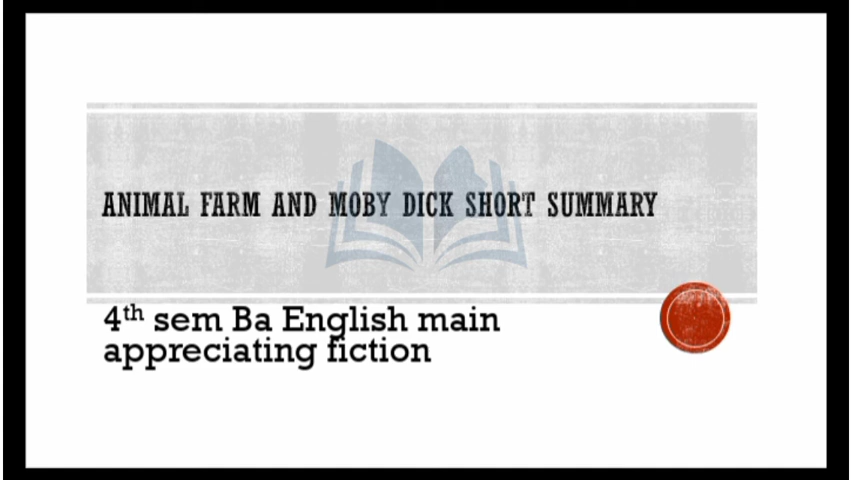 ANIMAL FARM AND MOBY DICK SHORT SUMMARY
4th sem Ba English main
appreciating fiction